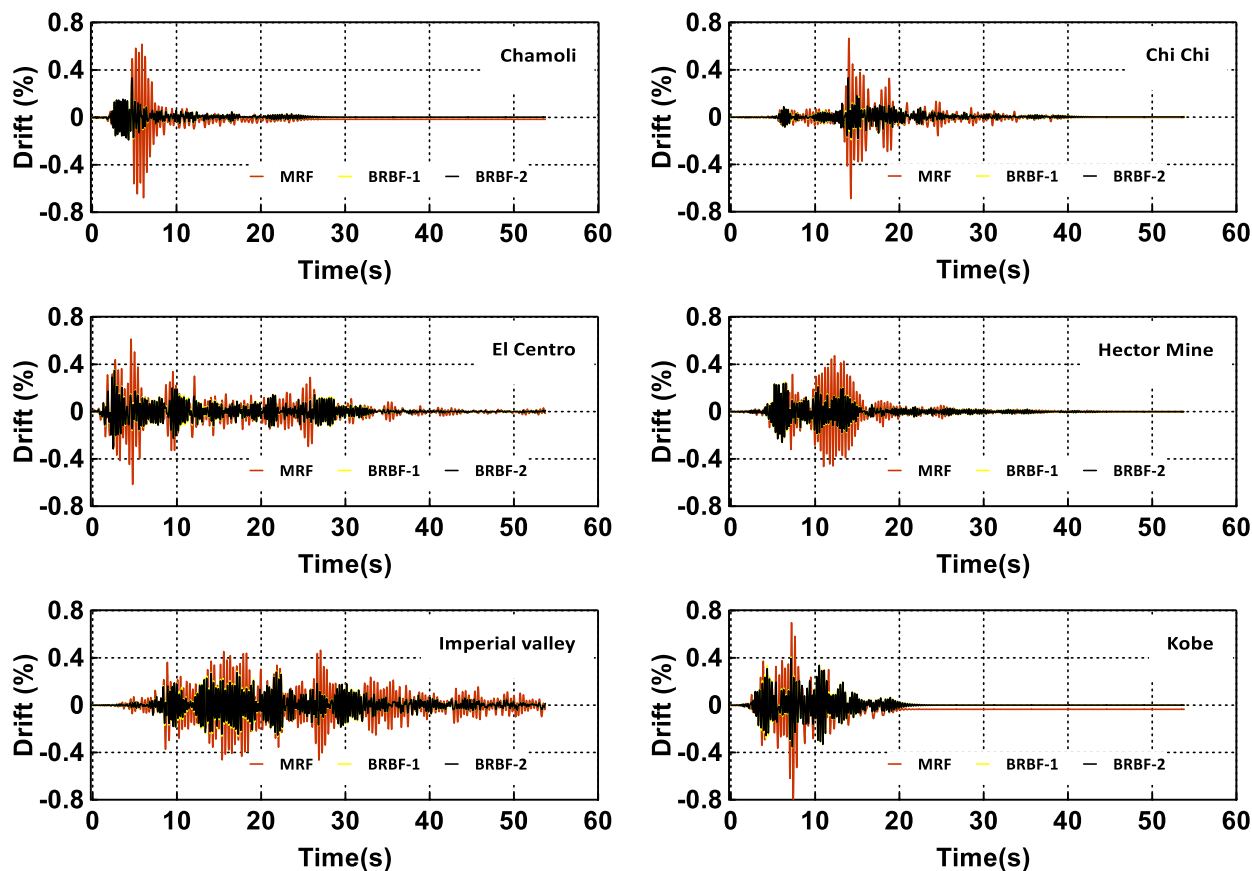 0.8
0.4
0
-0.4
-0.8
Drift (%)
Chamoli
MRF BRBF-1 BRBF-2
0 10 20 30 40 50 60
Time(s)
0.8
0.4
0
-0.4
-0.8
Drift (%)
Chi Chi
MRF BRBF-1 BRBF-2
0 10 20 30 40 50 60
Time(s)
0.8
0.4
0
-0.4
-0.8
Drift (%)
El Centro
MRF BRBF-1 BRBF-2
0 10 20 30 40 50 60
Time(s)
0.8
0.4
0
-0.4
-0.8
Drift (%)
Hector Mine
MRF BRBF-1 BRBF-2
0 10 20 30 40 50 60
Time(s)
0.8
0.4
0
-0.4
-0.8
Drift (%)
Imperial valley
MRF BRBF-1 BRBF-2
0 10 20 30 40 50 60
Time(s)
0.8
0.4
0
-0.4
-0.8
Drift (%)
Kobe
MRF BRBF-1 BRBF-2
0 10 20 30 40 50 60
Time(s)